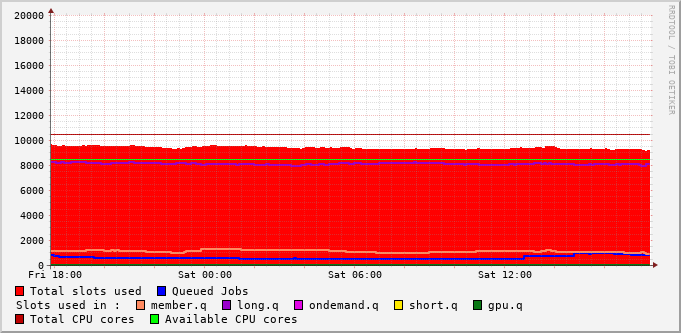 20000
18000
16000
14000
12000
10000
8000
6000
4000
2000
0
Fri 18:00 Sat 00:00 Sat 06:00 Sat 12:00
Total slots used Queued Jobs
Slots used in : member.q long.q ondemand.q short.q gpu.q
Total CPU cores Available CPU cores
RRDTOOL / TOBI OETIKER